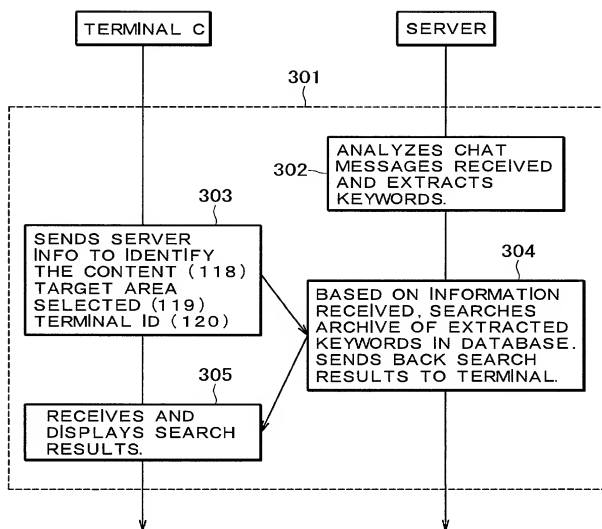 TERMINAL C
SERVER
301
302
ANALYZES CHAT
MESSAGES RECEIVED
AND EXTRACTS
KEYWORDS.
303
SENDS SERVER
INFO TO IDENTIFY
THE CONTENT (118)
TARGET AREA
SELECTED (119)
TERMINAL ID (120)
304
BASED ON INFORMATION
RECEIVED, SEARCHES
ARCHIVE OF EXTRACTED
KEYWORDS IN DATABASE.
SENDS BACK SEARCH
RESULTS TO TERMINAL.
305
RECEIVES AND
DISPLAYS SEARCH
RESULTS.